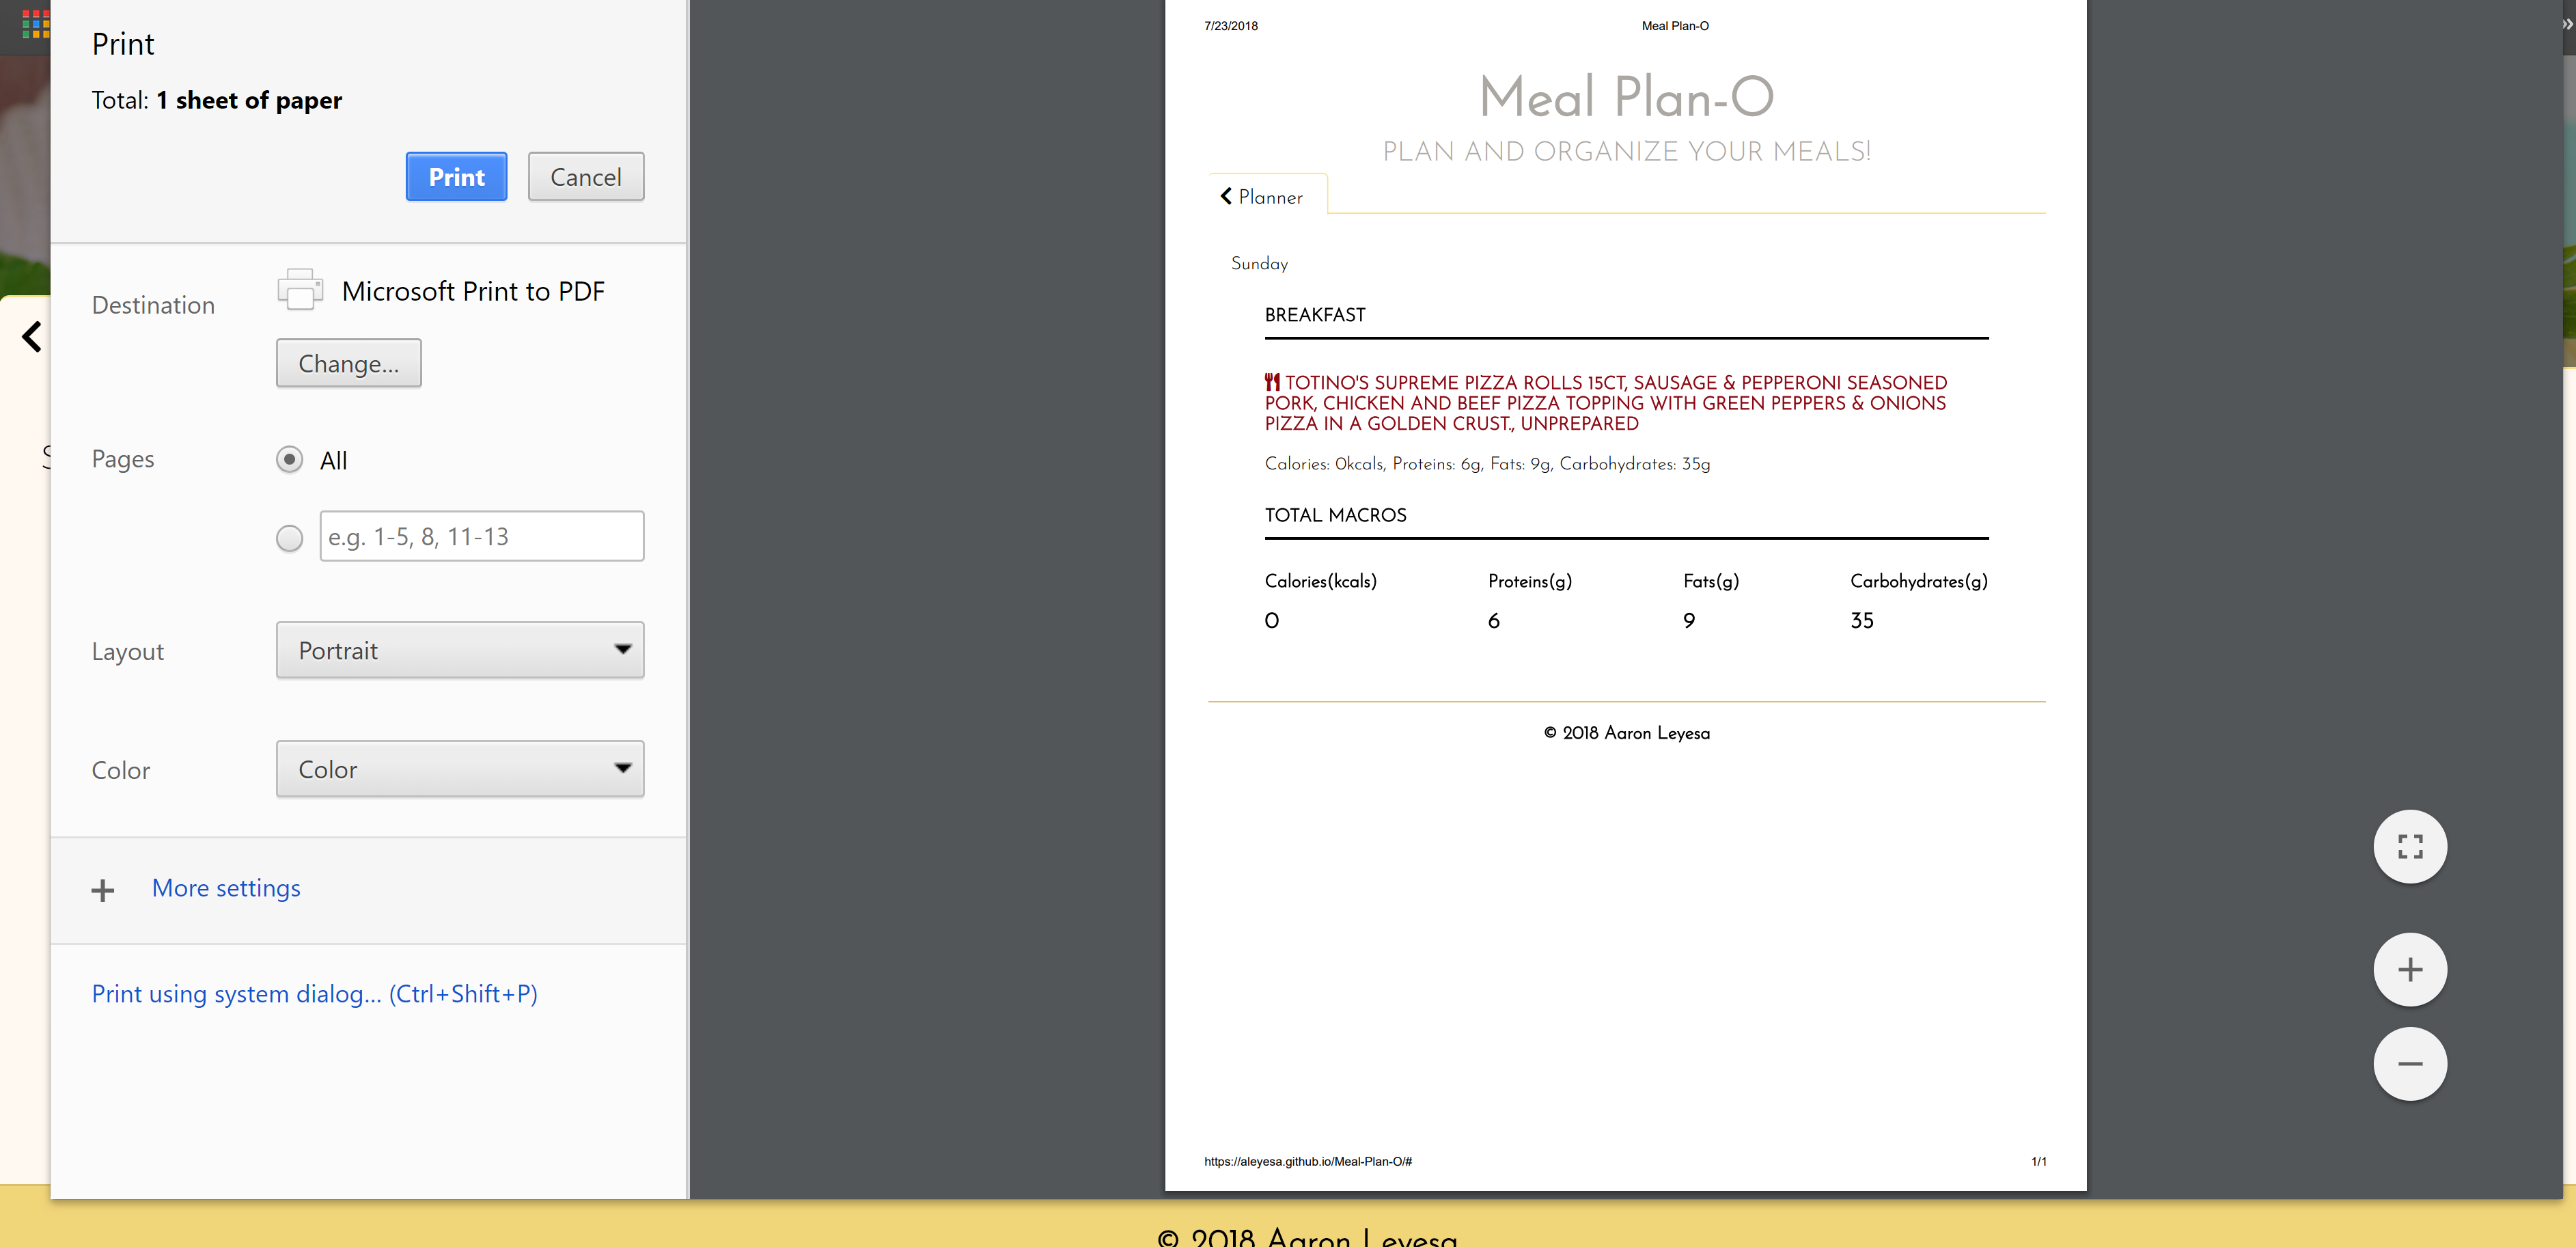 Print
Total: 1 sheet of paper
Print
Cancel
Destination
Microsoft Print to PDF
Change...
Pages
All
e.g. 1-5, 8, 11-13
Layout
Portrait
Color
Color
More settings
Print using system dialog... (Ctrl+Shift+P)
7/23/2018
Meal Plan-O
Meal Plan-O
PLAN AND ORGANIZE YOUR MEALS!
Planner
Sunday
BREAKFAST
TOTINO'S SUPREME PIZZA ROLLS 15CT, SAUSAGE & PEPPERONI SEASONED
PORK, CHICKEN AND BEEF PIZZA TOPPING WITH GREEN PEPPERS & ONIONS
PIZZA IN A GOLDEN CRUST., UNPREPARED
Calories: 0kcals, Proteins: 6g, Fats: 9g, Carbohydrates: 35g
TOTAL MACROS
Calories(kcals) Proteins(g) Fats(g) Carbohydrates(g)
0 6 9 35
© 2018 Aaron Leyesa
https://aleyesa.github.io/Meal-Plan-O/#
1/1
© 2018 Aaron Leyesa